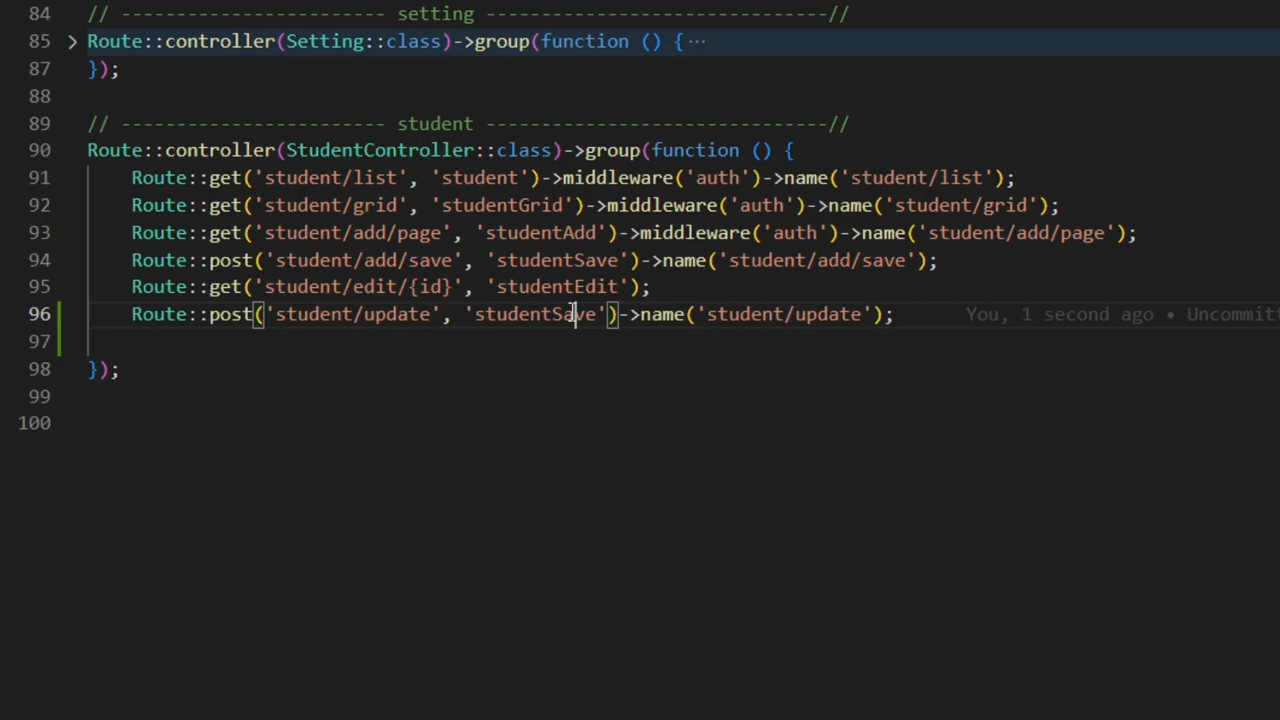 84 // ------------------------ setting -------------------------------//
85 Route::controller(Setting::class)->group(function () {···
87 });
88
89 // ------------------------ student -------------------------------//
90 Route::controller(StudentController::class)->group(function () {
91 Route::get('student/list', 'student')->middleware('auth')->name('student/list');
92 Route::get('student/grid', 'studentGrid')->middleware('auth')->name('student/grid');
93 Route::get('student/add/page', 'studentAdd')->middleware('auth')->name('student/add/page');
94 Route::post('student/add/save', 'studentSave')->name('student/add/save');
95 Route::get('student/edit/{id}', 'studentEdit');
96 Route::post('student/update', 'studentSave')->name('student/update'); You, 1 second ago • Uncommitt
97
98 });
99
100